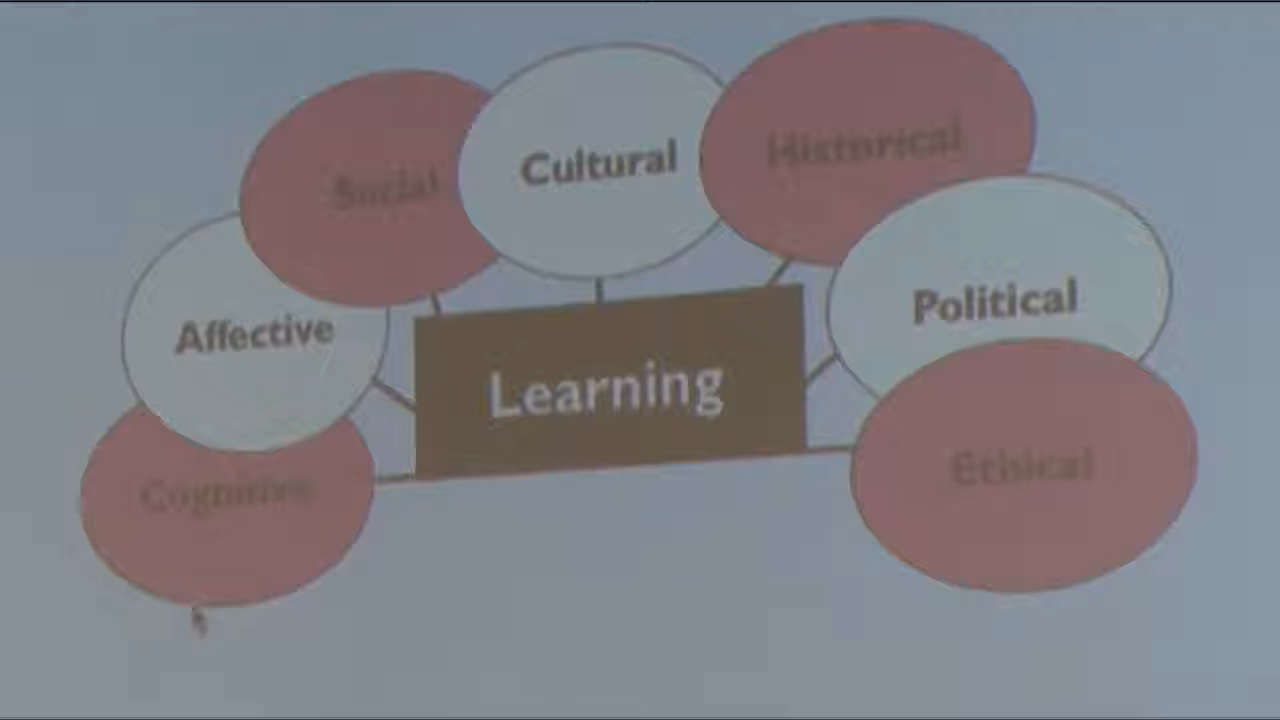 Social
Cultural
Historical
Affective
Political
Learning
Cognitive
Ethical